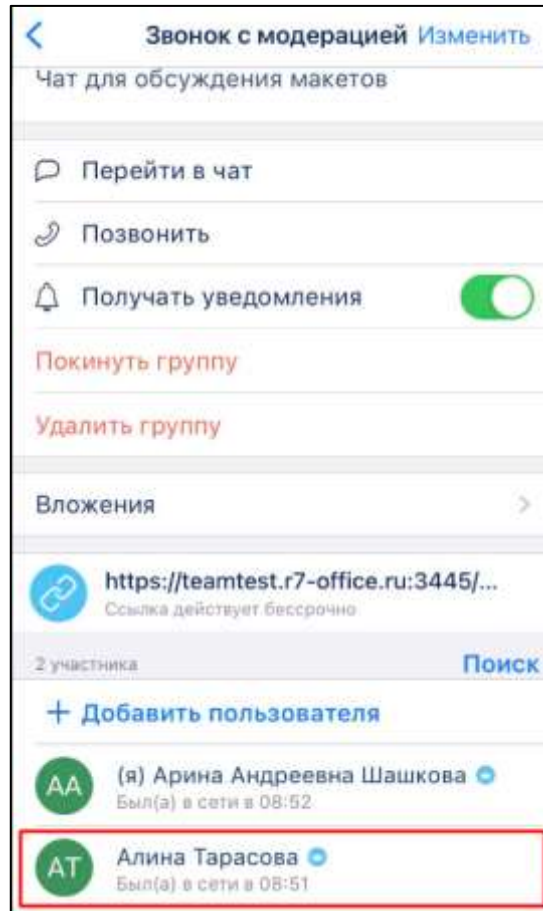 Звонок с модерацией Изменить
Чат для обсуждения макетов
Перейти в чат
Позвонить
Получать уведомления
Покинуть группу
Удалить группу
Вложения
https://teamtest.r7-office.ru:3445/...
Ссылка действует бессрочно
2 участника Поиск
+ Добавить пользователя
АА (я) Арина Андреевна Шашкова
Был(а) в сети в 08:52
АТ Алина Тарасова
Был(а) в сети в 08:51